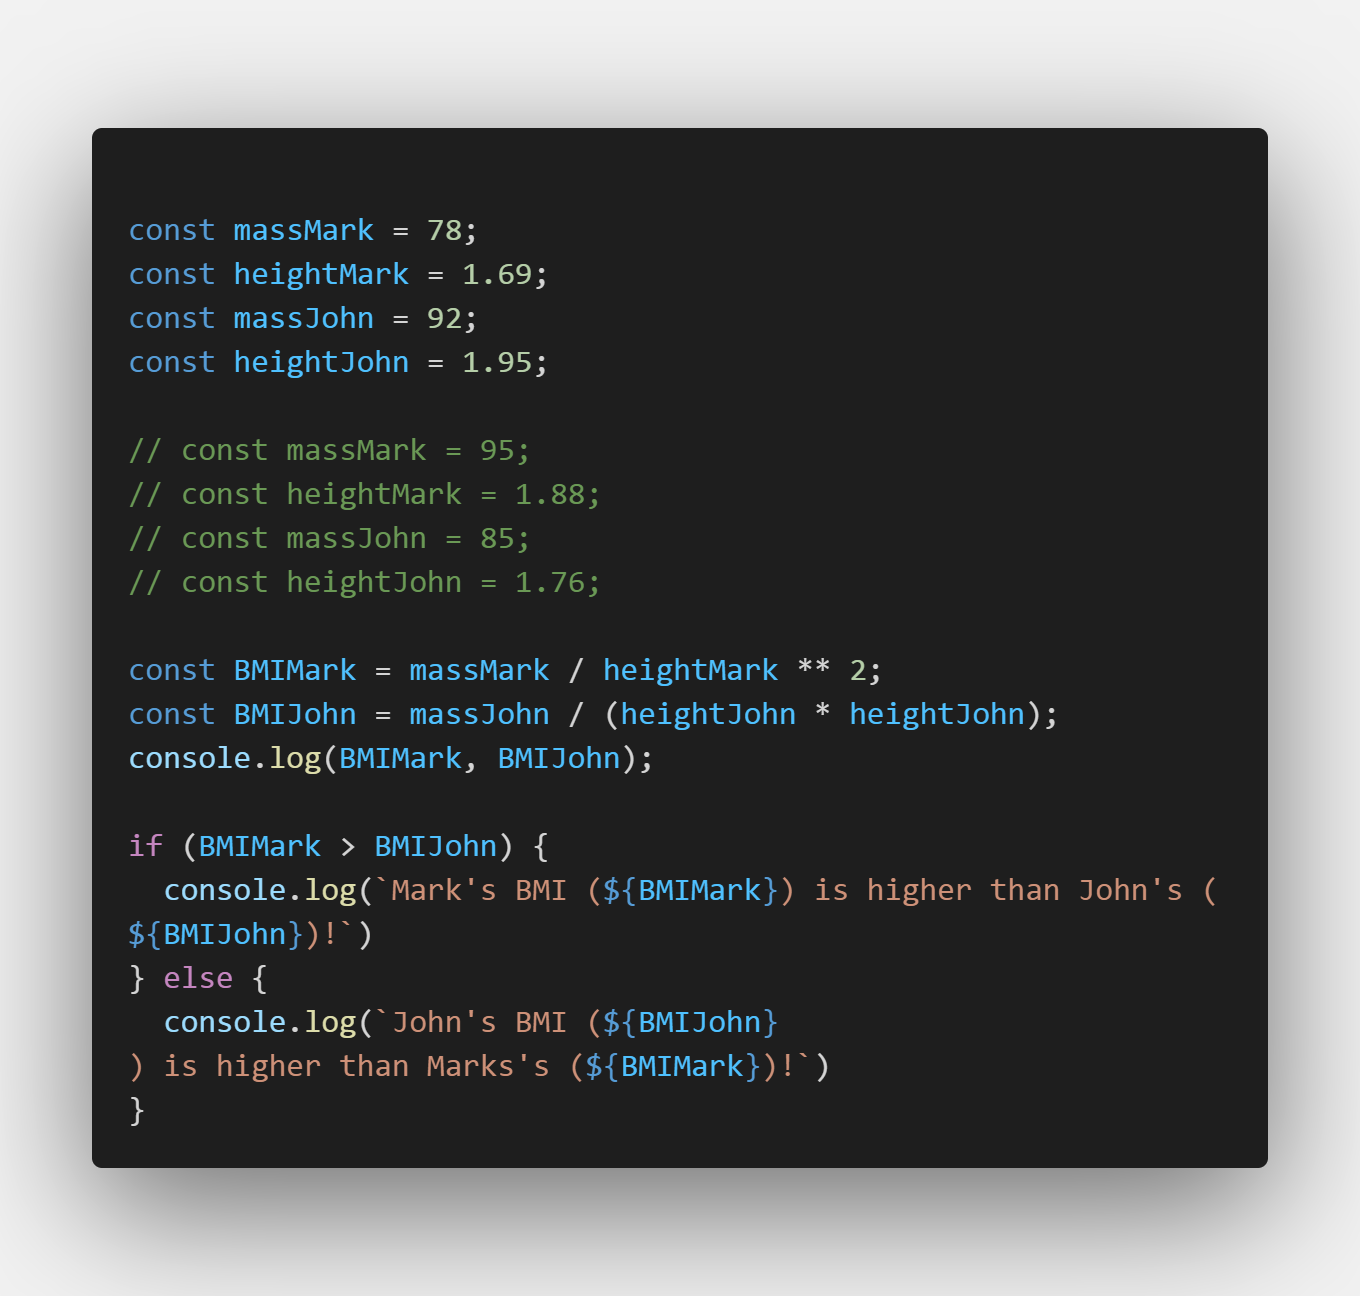 const massMark = 78;
const heightMark = 1.69;
const massJohn = 92;
const heightJohn = 1.95;

// const massMark = 95;
// const heightMark = 1.88;
// const massJohn = 85;
// const heightJohn = 1.76;

const BMIMark = massMark / heightMark ** 2;
const BMIJohn = massJohn / (heightJohn * heightJohn);
console.log(BMIMark, BMIJohn);

if (BMIMark > BMIJohn) {
  console.log(`Mark's BMI (${BMIMark}) is higher than John's (
${BMIJohn})!`)
} else {
  console.log(`John's BMI (${BMIJohn}
) is higher than Marks's (${BMIMark})!`)
}